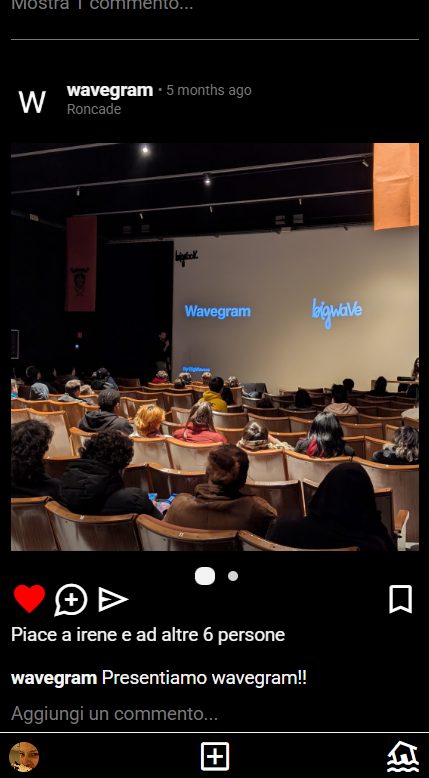 Mostra 1 commento...
W
wavegram • 5 months ago
Roncade
Wavegram
bigwave
Piace a irene e ad altre 6 persone
wavegram Presentiamo wavegram!!
Aggiungi un commento...